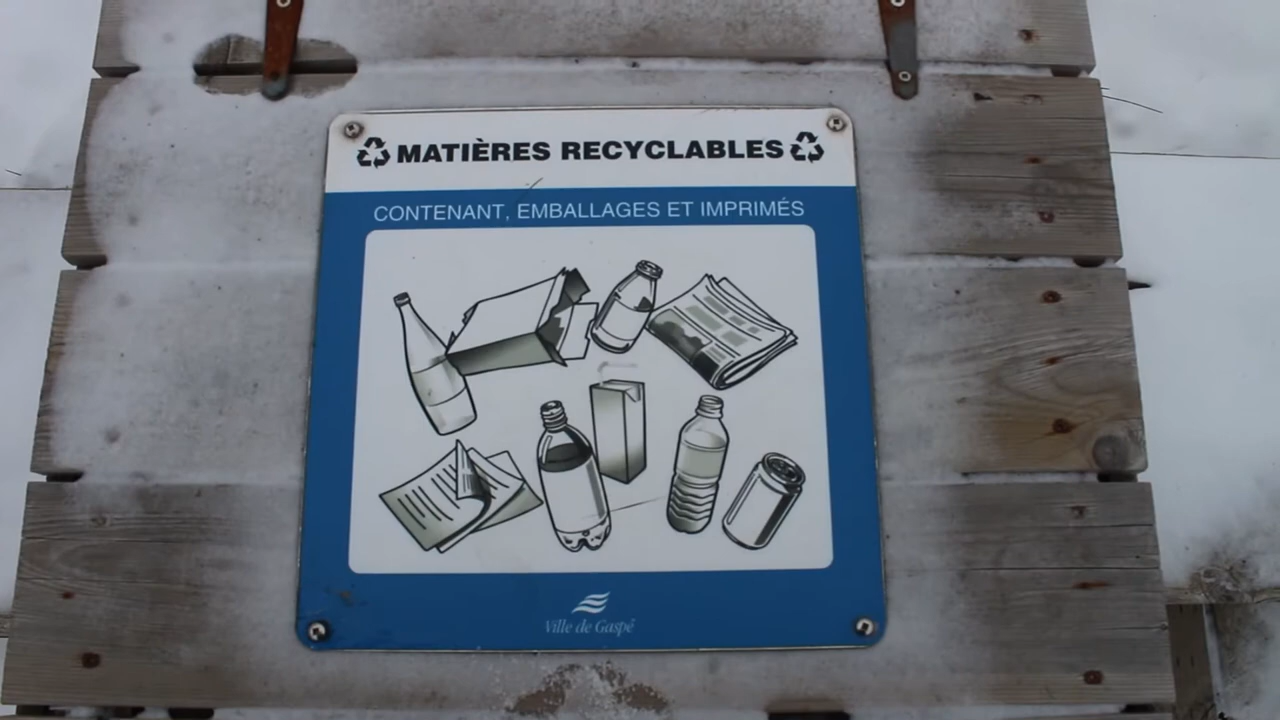 MATIÈRES RECYCLABLES
CONTENANT, EMBALLAGES ET IMPRIMÉS
Ville de Gaspé